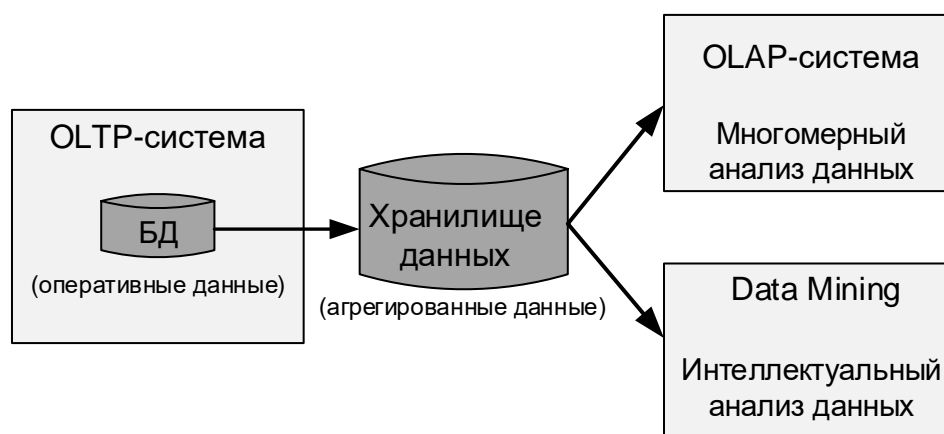 OLTP-система
БД
(оперативные данные)
Хранилище
данных
(агрегированные данные)
OLAP-система
Многомерный
анализ данных
Data Mining
Интеллектуальный
анализ данных